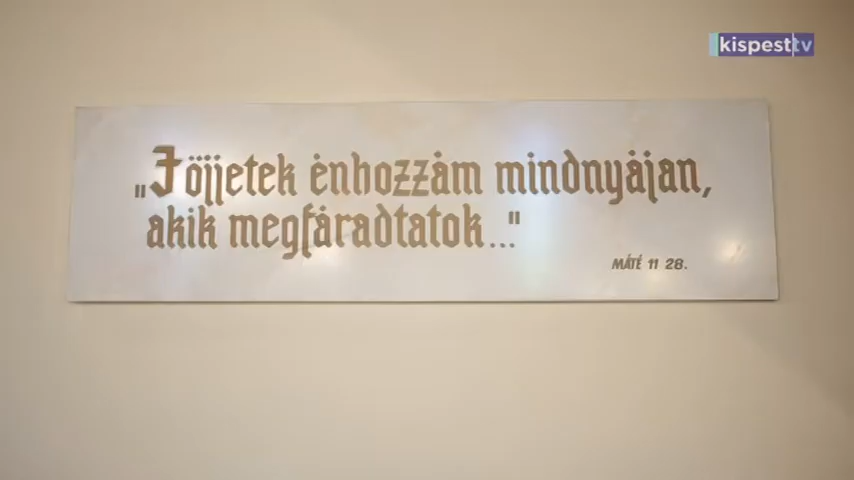 kispest tv
„Jöjjetek énhozzám mindnyájan,
akik megfáradtatok..."
MÁTÉ 11 28.